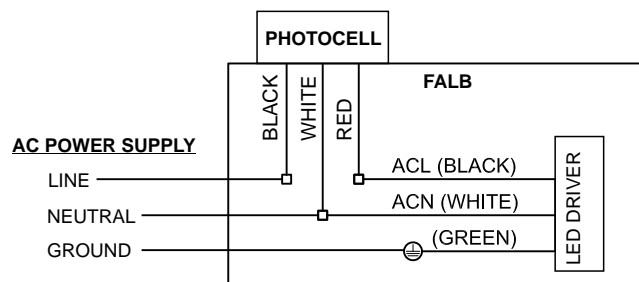 PHOTOCELL
FALB
BLACK
WHITE
RED
AC POWER SUPPLY
LINE
ACL (BLACK)
NEUTRAL
ACN (WHITE)
GROUND
(GREEN)
LED DRIVER